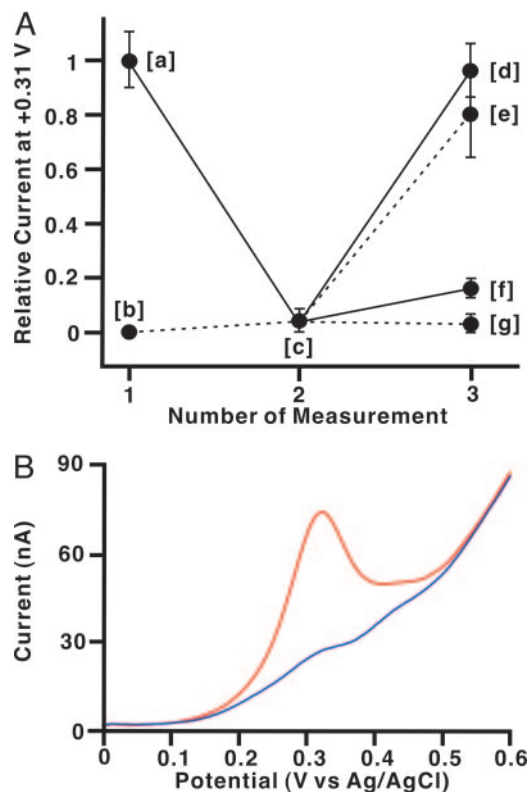 A
Relative Current at +0.31 V
1
0.8
0.6
0.4
0.2
0
[a]
[b]
[c]
[d]
[e]
[f]
[g]
1 2 3
Number of Measurement
B
Current (nA)
90
60
30
0
0 0.1 0.2 0.3 0.4 0.5 0.6
Potential (V vs Ag/AgCl)